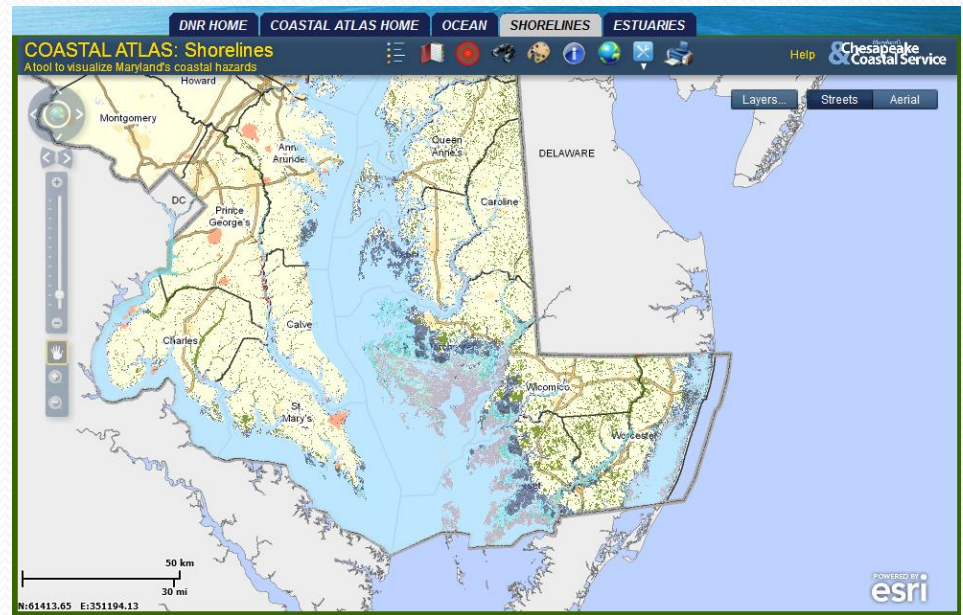 DNR HOME
COASTAL ATLAS HOME
OCEAN
SHORELINES
ESTUARIES
COASTAL ATLAS: Shorelines
A tool to visualize Maryland's coastal hazards
Help
Chesapeake
& Coastal Service
Layers...
Streets
Aerial
Howard
Montgomery
Ann
Arunde
Queen
Anne's
DELAWARE
DC
Prince
George's
Caroline
Calve
Charles
St.
Mary's
Wicomico
Worcester
50 km
30 mi
N:61413.65 E:351194.13
POWERED BY
esri